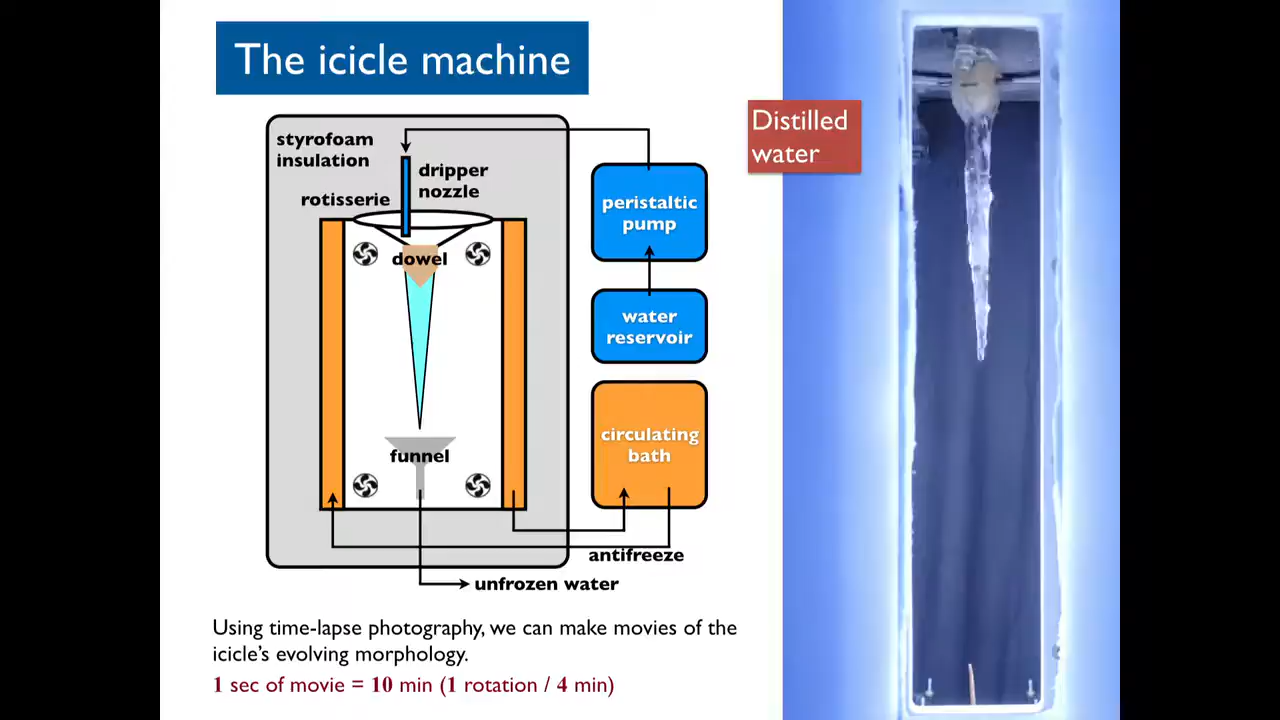 The icicle machine
styrofoam
insulation
dripper
nozzle
rotisserie
dowel
funnel
peristaltic
pump
water
reservoir
circulating
bath
antifreeze
unfrozen water
Distilled
water
Using time-lapse photography, we can make movies of the
icicle's evolving morphology.
1 sec of movie = 10 min (1 rotation / 4 min)